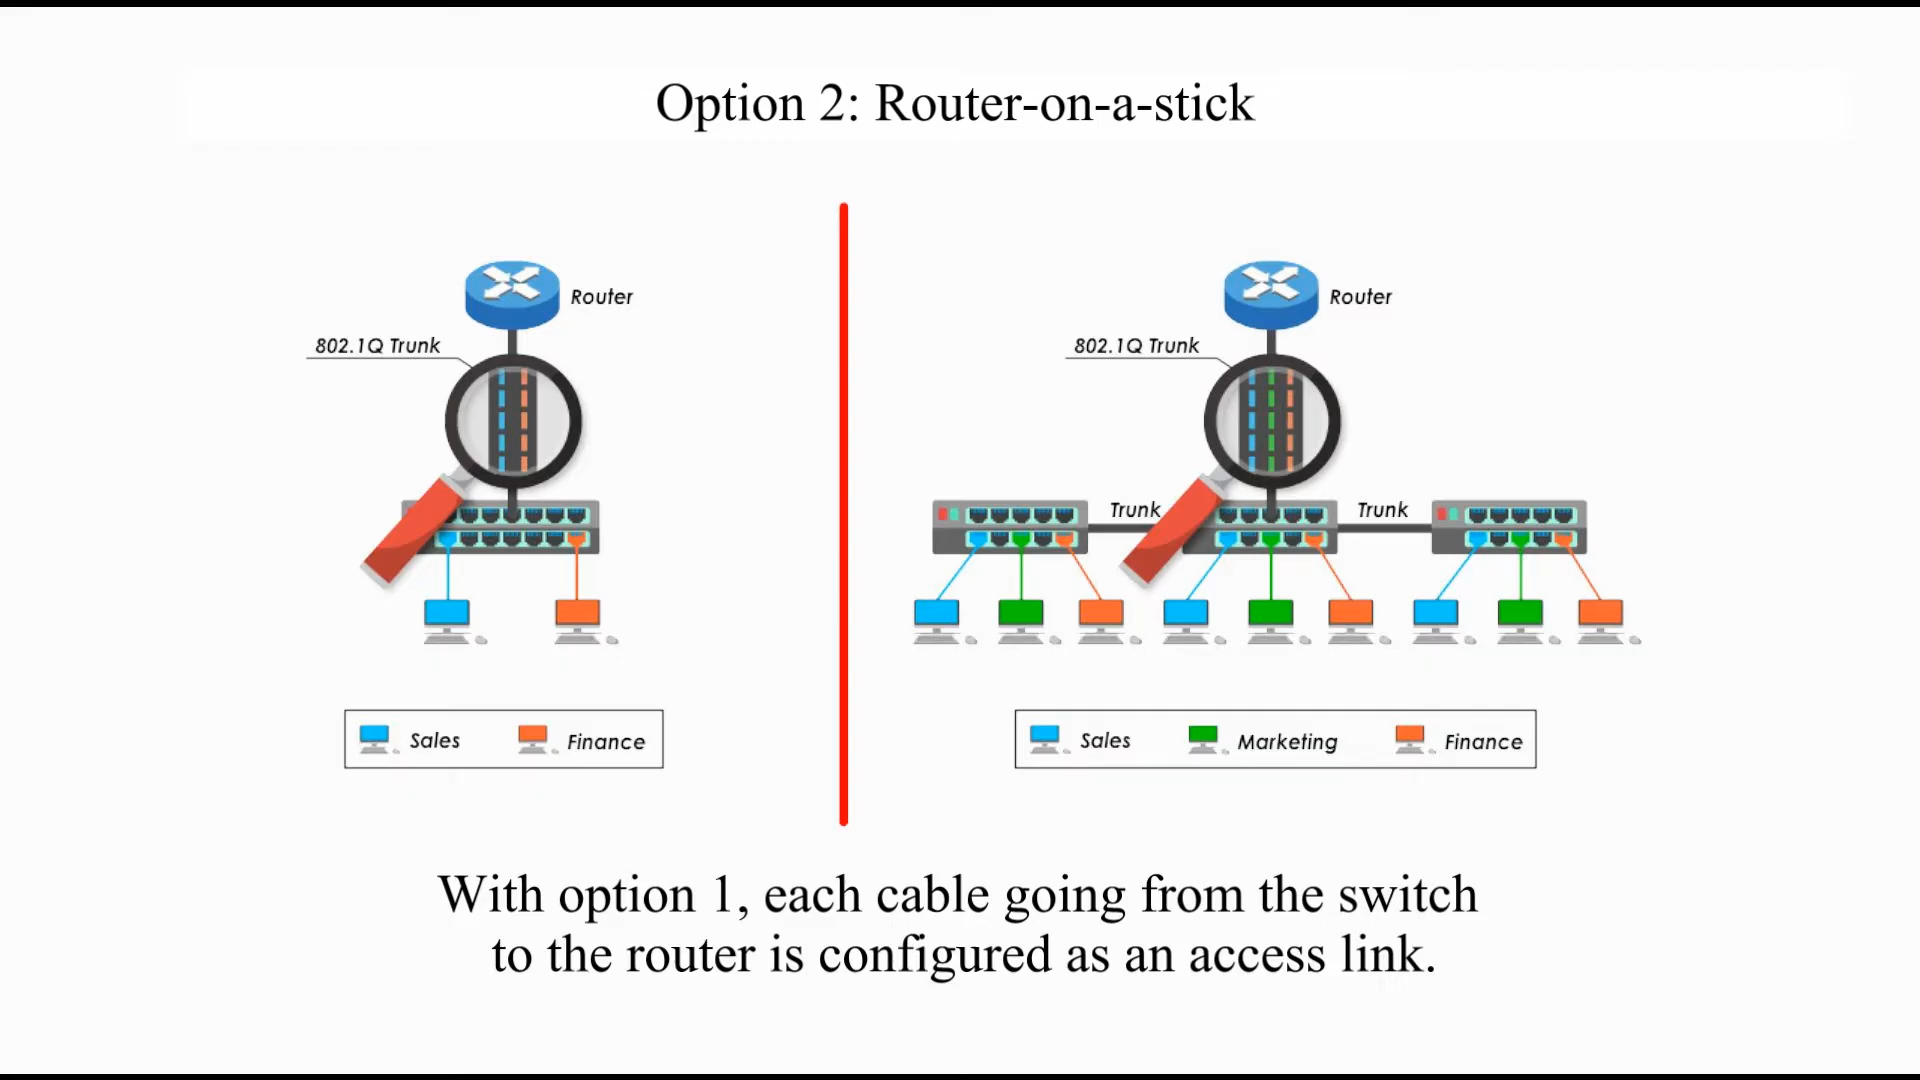 Option 2: Router-on-a-stick
Router
802.1Q Trunk
Sales
Finance
Router
802.1Q Trunk
Trunk
Trunk
Sales
Marketing
Finance
With option 1, each cable going from the switch
to the router is configured as an access link.